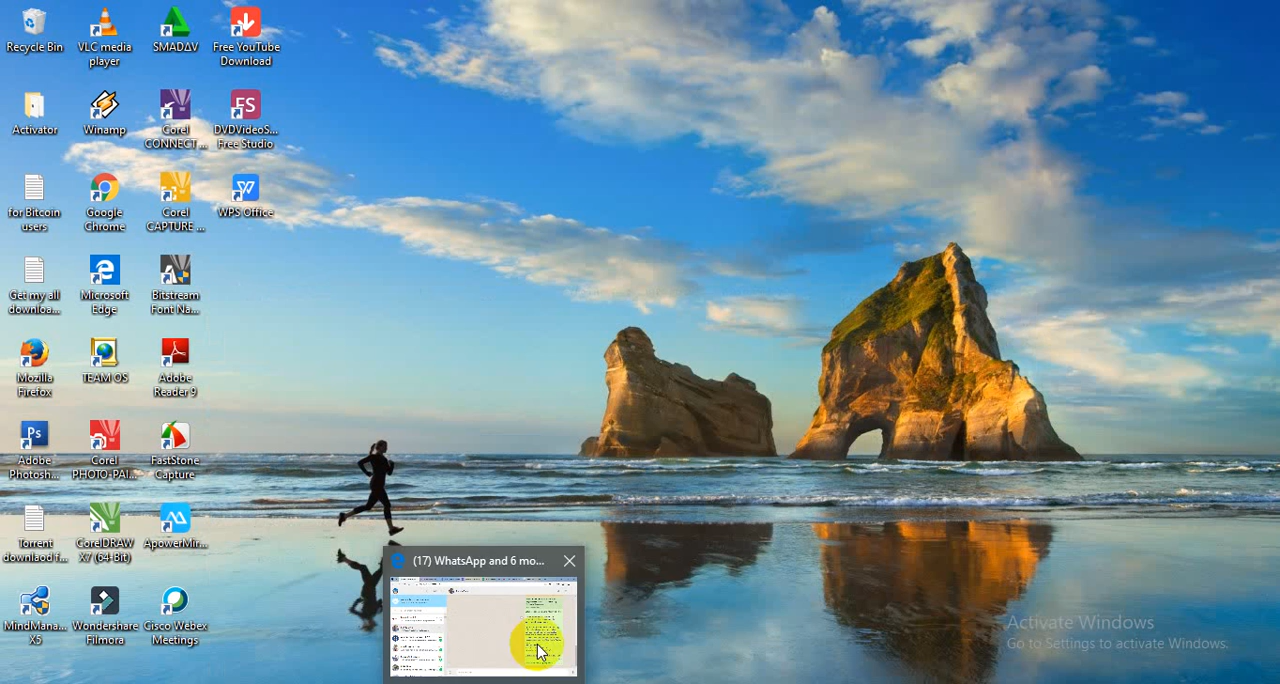 Recycle Bin
VLC media
player
SMADAV
Free YouTube
Download
Activator
Winamp
Corel
CONNECT ...
FS
DVDVideoS...
Free Studio
for Bitcoin
users
Google
Chrome
Corel
CAPTURE ...
WPS Office
Get my all
downloa...
Microsoft
Edge
Bitstream
Font Na...
Mozilla
Firefox
TEAM OS
Adobe
Reader 9
Ps
Adobe
Photosh...
Corel
PHOTO-PAI...
FastStone
Capture
Torrent
downlaod f...
CorelDRAW
X7 (64-Bit)
ApowerMir...
MindMana...
X5
Wondershare
Filmora
Cisco Webex
Meetings
(17) WhatsApp and 6 mo...
Activate Windows
Go to Settings to activate Windows.